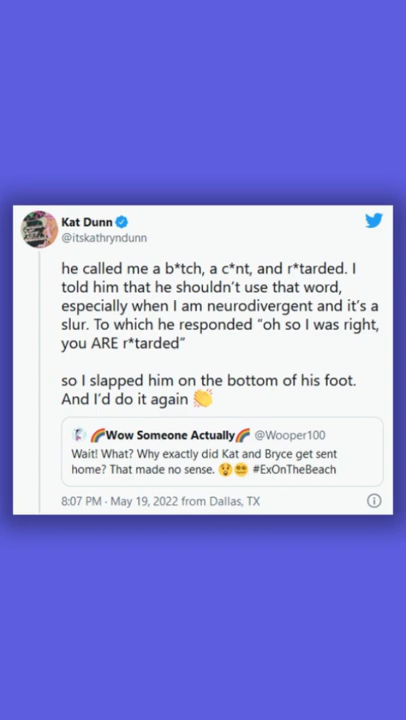 Kat Dunn
@itskathryndunn
he called me a b*tch, a c*nt, and r*tarded. I
told him that he shouldn't use that word,
especially when I am neurodivergent and it's a
slur. To which he responded “oh so I was right,
you ARE r*tarded”
so I slapped him on the bottom of his foot.
And I'd do it again 👏
🌈Wow Someone Actually🌈 @Wooper100
Wait! What? Why exactly did Kat and Bryce get sent
home? That made no sense. 😲😵‍💫 #ExOnTheBeach
8:07 PM · May 19, 2022 from Dallas, TX